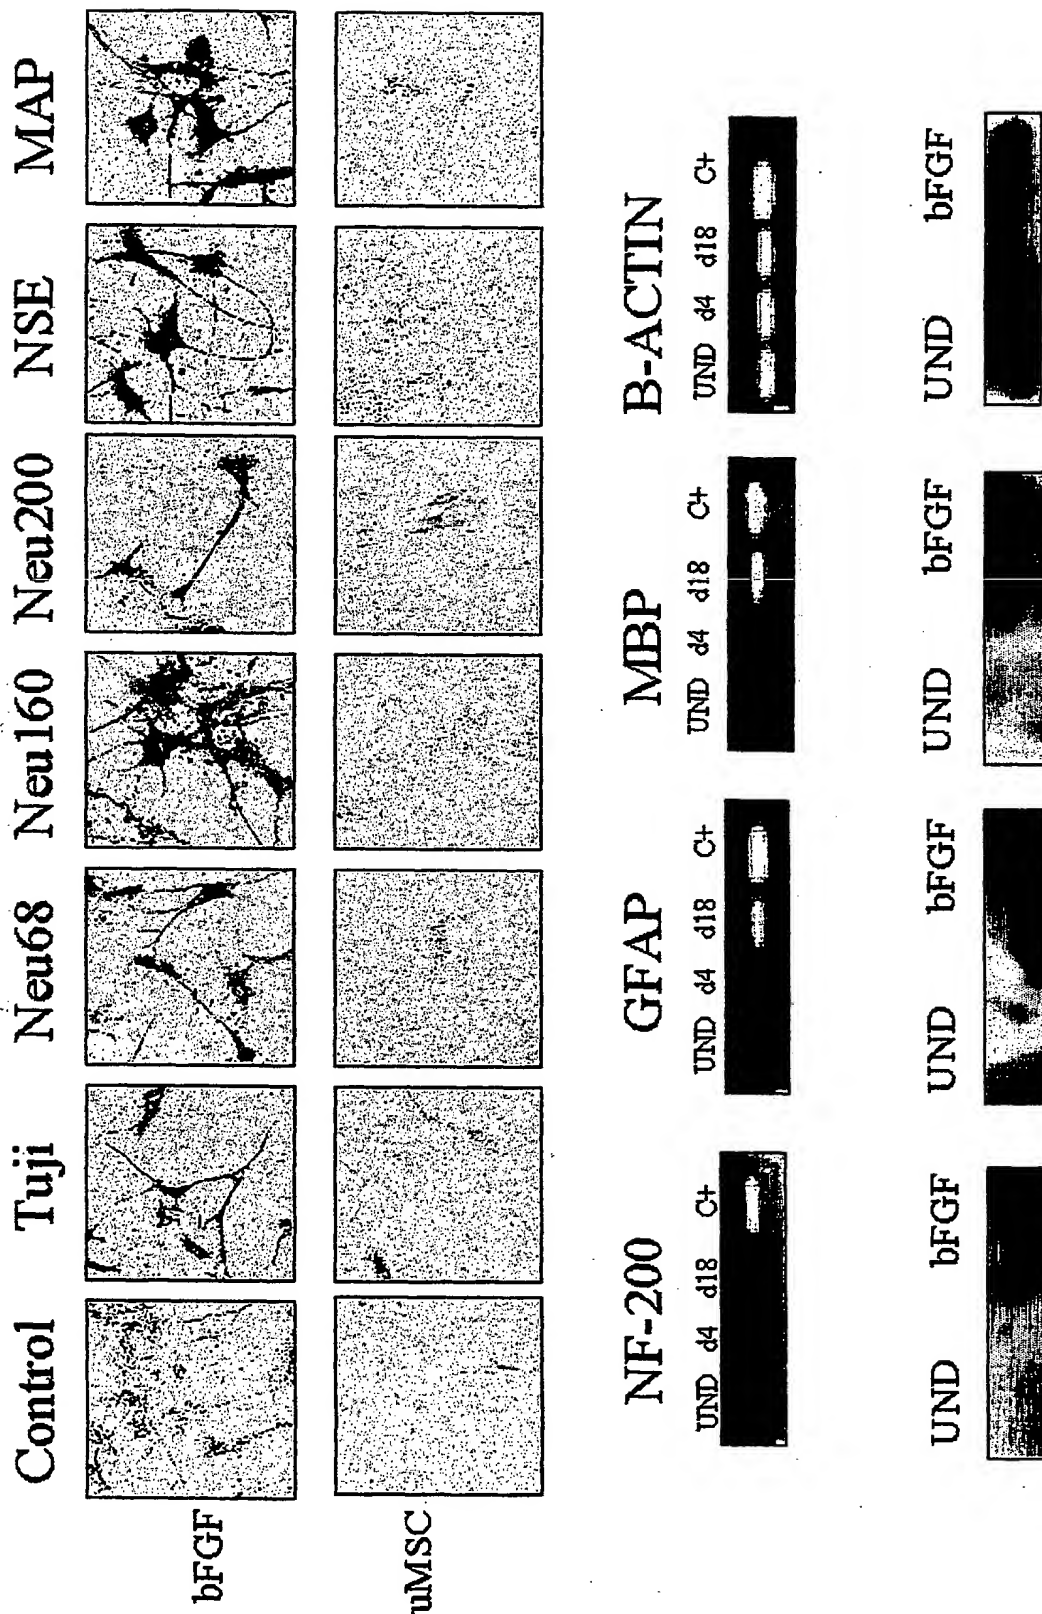 Control Tuji Neu68 Neu160 Neu200 NSE MAP
bFGF
uMSC
NF-200 GFAP MBP B-ACTIN
UND d4 d18 C+ UND d4 d18 C+ UND d4 d18 C+ UND d4 d18 C+
UND bFGF UND bFGF UND bFGF UND bFGF